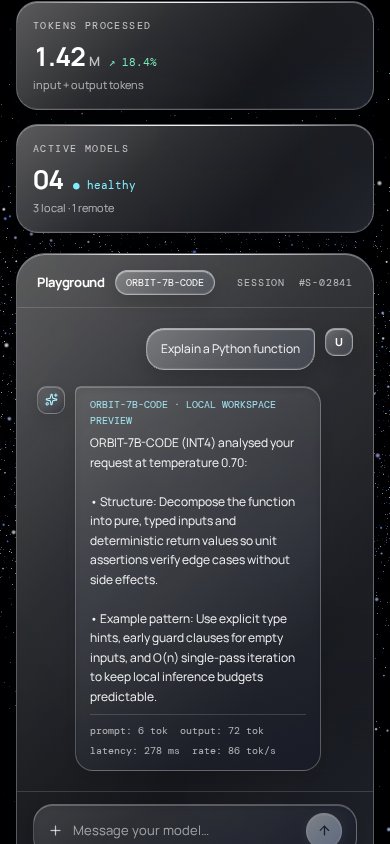 TOKENS PROCESSED
1.42 M ↗ 18.4%
input + output tokens
ACTIVE MODELS
04 ● healthy
3 local · 1 remote
Playground ORBIT-7B-CODE SESSION #S-02841
Explain a Python function U
ORBIT-7B-CODE · LOCAL WORKSPACE
PREVIEW
ORBIT-7B-CODE (INT4) analysed your
request at temperature 0.70:
• Structure: Decompose the function
into pure, typed inputs and
deterministic return values so unit
assertions verify edge cases without
side effects.
• Example pattern: Use explicit type
hints, early guard clauses for empty
inputs, and O(n) single-pass iteration
to keep local inference budgets
predictable.
prompt: 6 tok output: 72 tok
latency: 278 ms rate: 86 tok/s
+ Message your model...